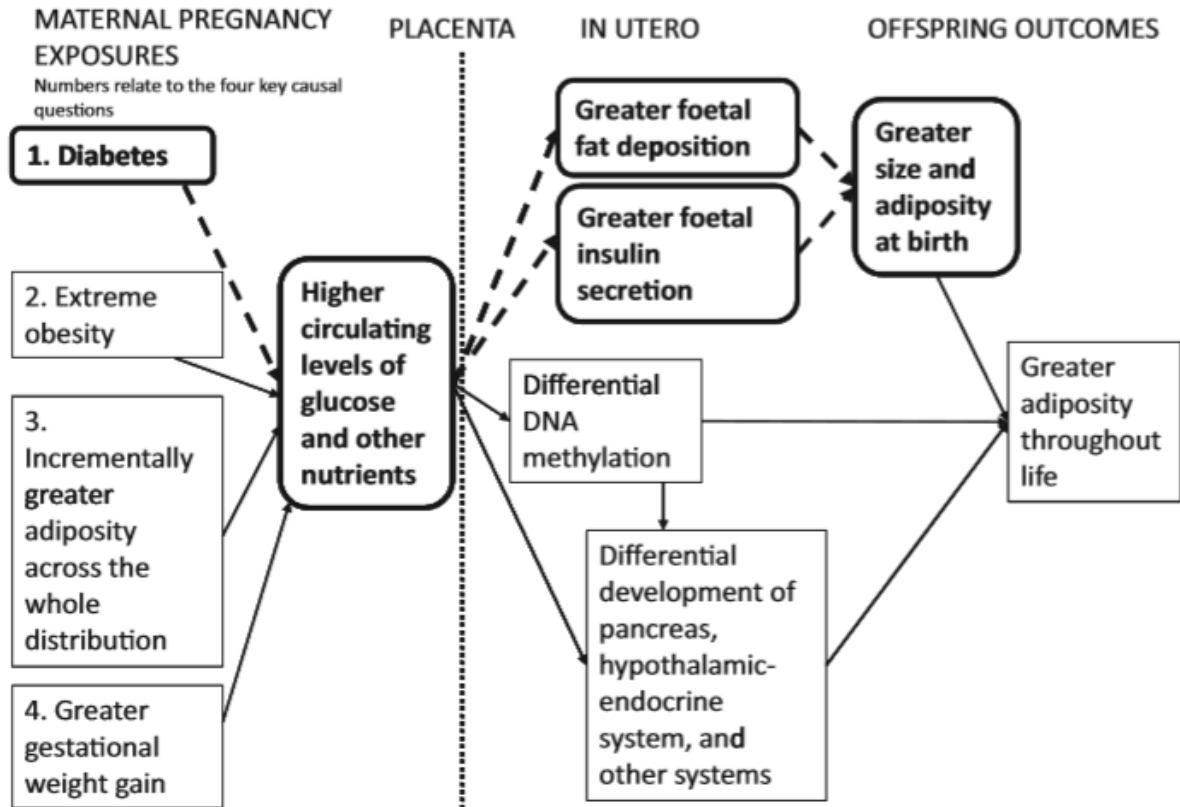 MATERNAL PREGNANCY
EXPOSURES
Numbers relate to the four key causal
questions
PLACENTA
IN UTERO
OFFSPRING OUTCOMES
1. Diabetes
2. Extreme
obesity
3.
Incrementally
greater
adiposity
across the
whole
distribution
4. Greater
gestational
weight gain
Higher
circulating
levels of
glucose
and other
nutrients
Greater foetal
fat deposition
Greater foetal
insulin
secretion
Differential
DNA
methylation
Differential
development of
pancreas,
hypothalamic-
endocrine
system, and
other systems
Greater
size and
adiposity
at birth
Greater
adiposity
throughout
life